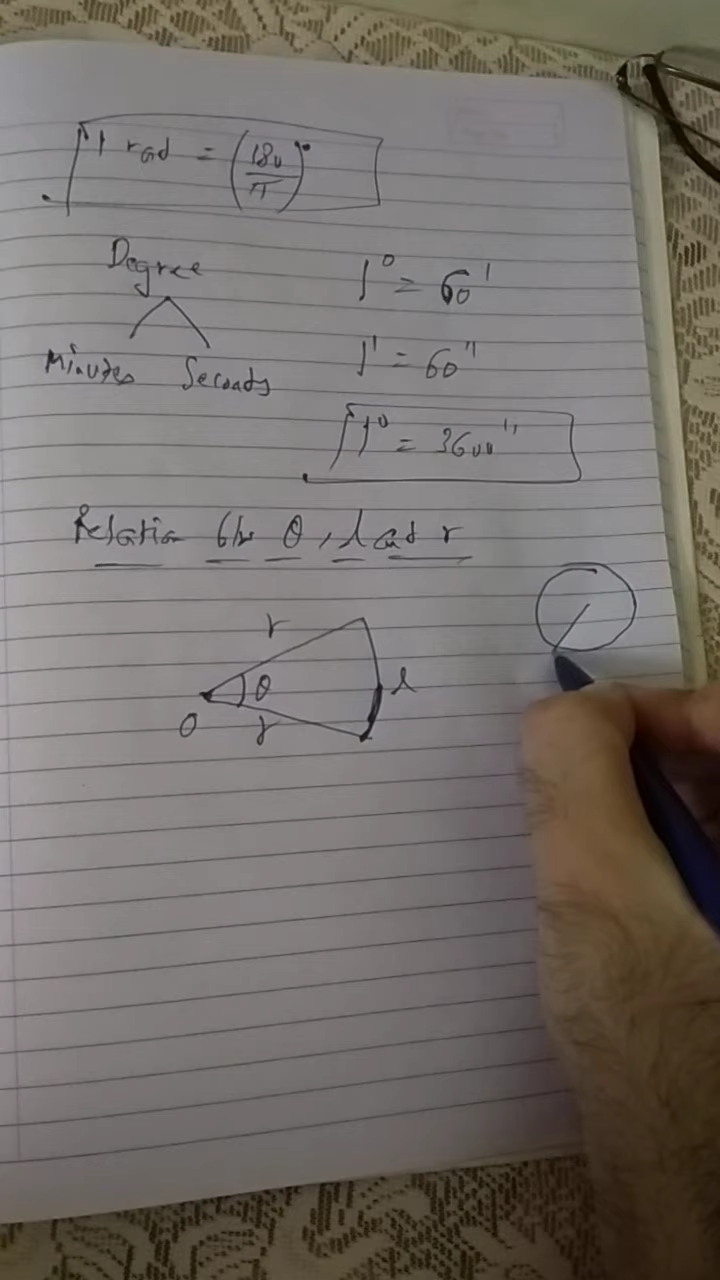 1 rad = (180/π)°
Degree
1° = 60'
Minutes Seconds
1' = 60"
1° = 3600"
Relation b/w θ, l and r
r
θ
l
O
r